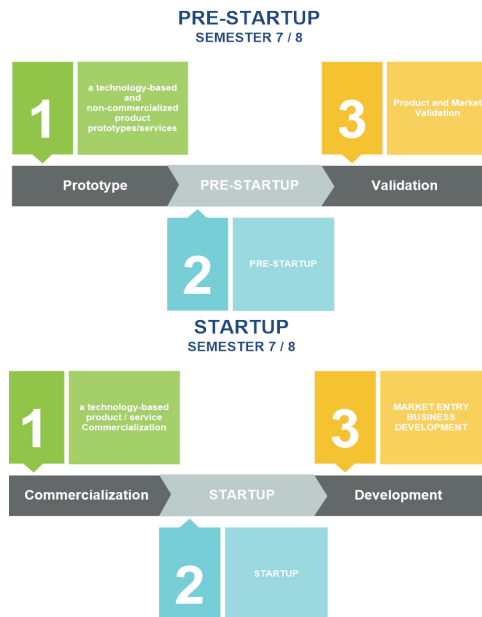 PRE-STARTUP
SEMESTER 7 / 8
1
a technology-based
and
non-commercialized
product
prototypes/services
3
Product and Market
Validation
Prototype
PRE-STARTUP
Validation
2
PRE-STARTUP
STARTUP
SEMESTER 7 / 8
1
a technology-based
product / service
Commercialization
3
MARKET ENTRY
BUSINESS
DEVELOPMENT
Commercialization
STARTUP
Development
2
STARTUP